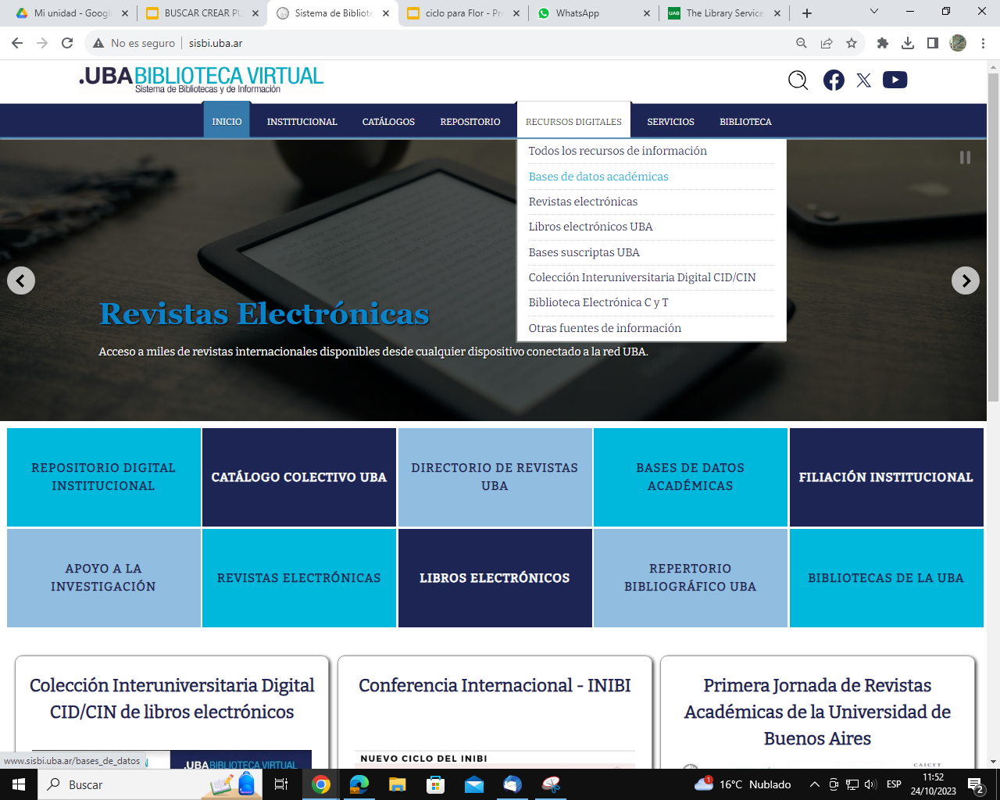 Mi unidad - Googl
BUSCAR CREAR PU
Sistema de Bibliote
ciclo para Flor - Pr
WhatsApp
The Library Service
UAB
No es seguro
sisbi.uba.ar
.UBA BIBLIOTECA VIRTUAL
Sistema de Bibliotecas y de Información
INICIO
INSTITUCIONAL
CATÁLOGOS
REPOSITORIO
RECURSOS DIGITALES
SERVICIOS
BIBLIOTECA
Todos los recursos de información
Bases de datos académicas
Revistas electrónicas
Libros electrónicos UBA
Bases suscriptas UBA
Colección Interuniversitaria Digital CID/CIN
Biblioteca Electrónica C y T
Otras fuentes de información
Revistas Electrónicas
Acceso a miles de revistas internacionales disponibles desde cualquier dispositivo conectado a la red UBA.
REPOSITORIO DIGITAL
INSTITUCIONAL
CATÁLOGO COLECTIVO UBA
DIRECTORIO DE REVISTAS
UBA
BASES DE DATOS
ACADÉMICAS
FILIACIÓN INSTITUCIONAL
APOYO A LA
INVESTIGACIÓN
REVISTAS ELECTRÓNICAS
LIBROS ELECTRÓNICOS
REPERTORIO
BIBLIOGRÁFICO UBA
BIBLIOTECAS DE LA UBA
Colección Interuniversitaria Digital
CID/CIN de libros electrónicos
Conferencia Internacional - INIBI
Primera Jornada de Revistas
Académicas de la Universidad de
Buenos Aires
.UBA BIBLIOTECA VIRTUAL
NUEVO CICLO DEL INIBI
CAICYT
www.sisbi.uba.ar/bases_de_datos
Buscar
1
16°C Nublado
ESP
11:52
24/10/2023
2